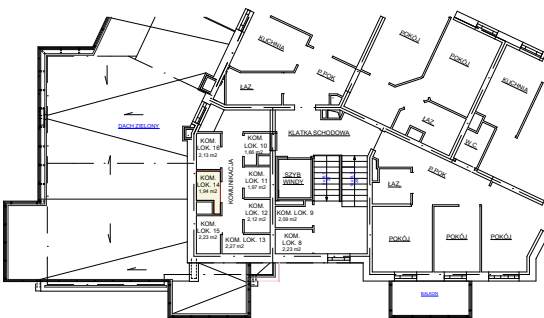 KUCHNIA
POKÓJ
POKÓJ
KUCHNIA
P.POK
ŁAZ.
ŁAZ.
W.C.
DACH ZIELONY
KLATKA SCHODOWA
KOM.
LOK. 16
2,13 m2
KOM.
LOK. 10
1,66 m2
KOMUNIKACJA
KOM.
LOK. 14
1,94 m2
KOM.
LOK. 11
1,97 m2
SZYB
WINDY
P.POK
ŁAZ.
KOM.
LOK. 12
2,12 m2
KOM. LOK. 9
2,09 m2
KOM.
LOK. 15
2,23 m2
KOM. LOK. 13
2,27 m2
KOM.
LOK. 8
2,23 m2
POKÓJ
POKÓJ
POKÓJ
BALKON